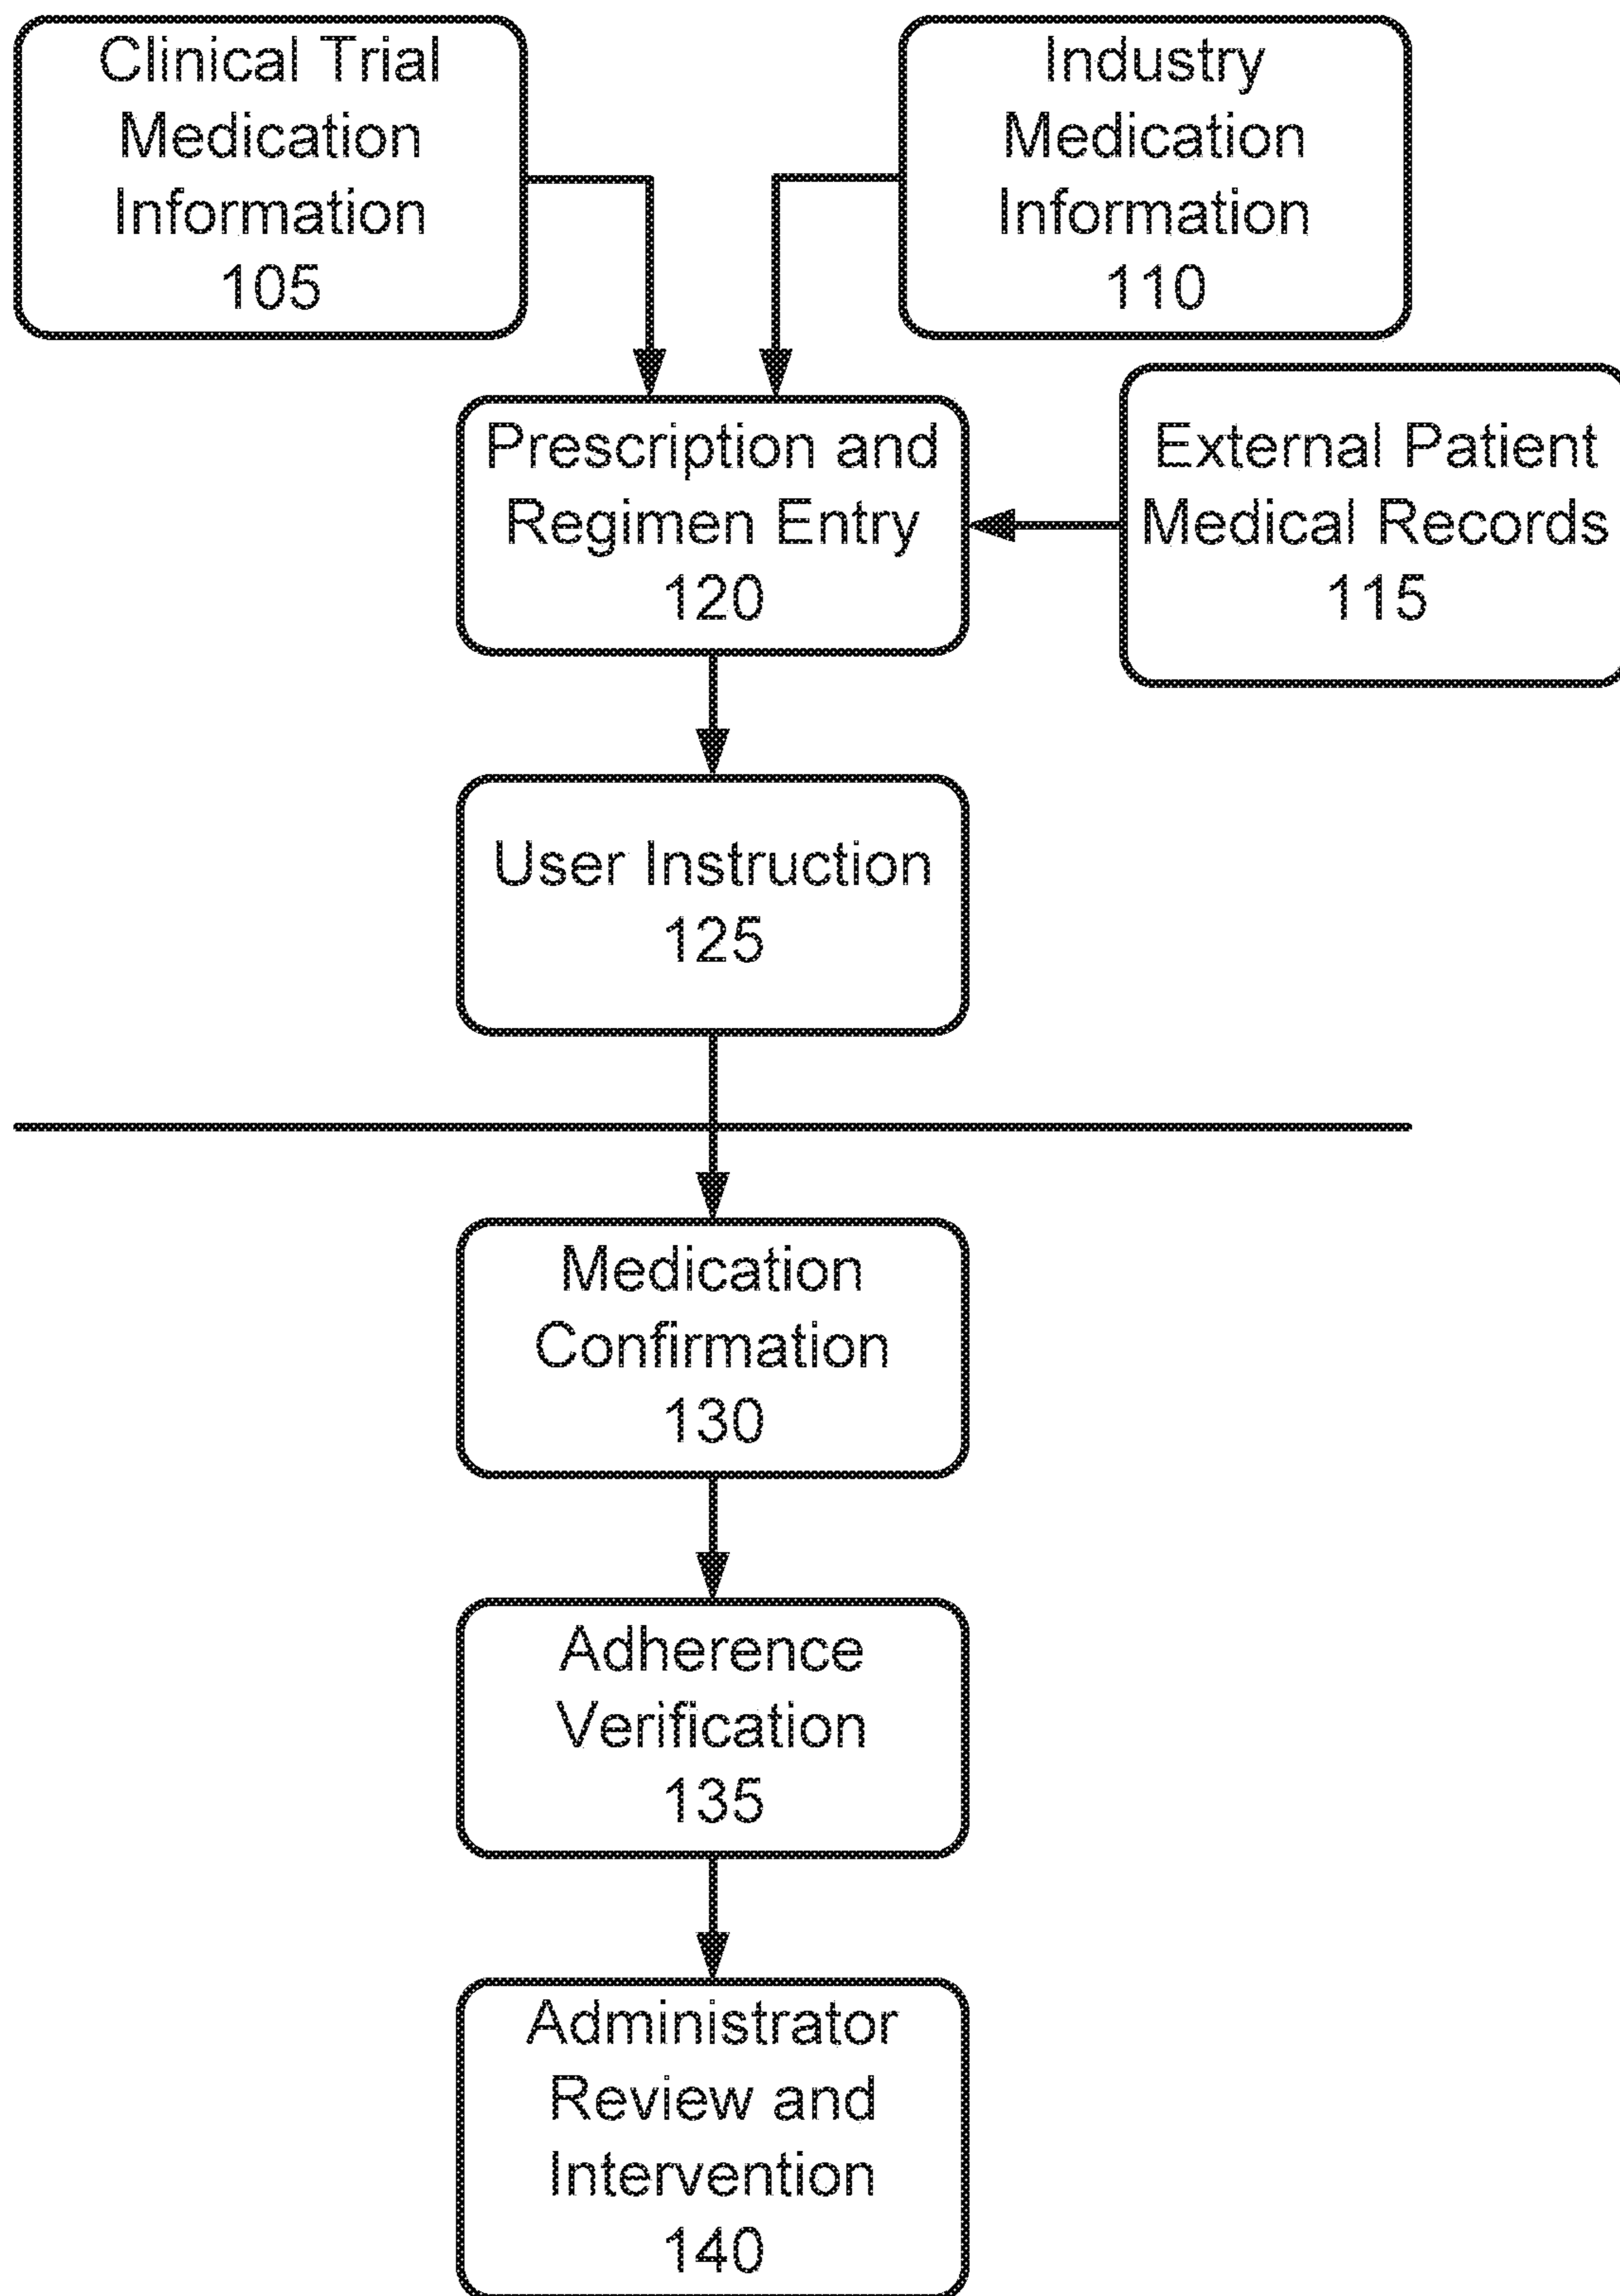 Clinical Trial
Medication
Information
105
Industry
Medication
Information
110
Prescription and
Regimen Entry
120
External Patient
Medical Records
115
User Instruction
125
Medication
Confirmation
130
Adherence
Verification
135
Administrator
Review and
Intervention
140